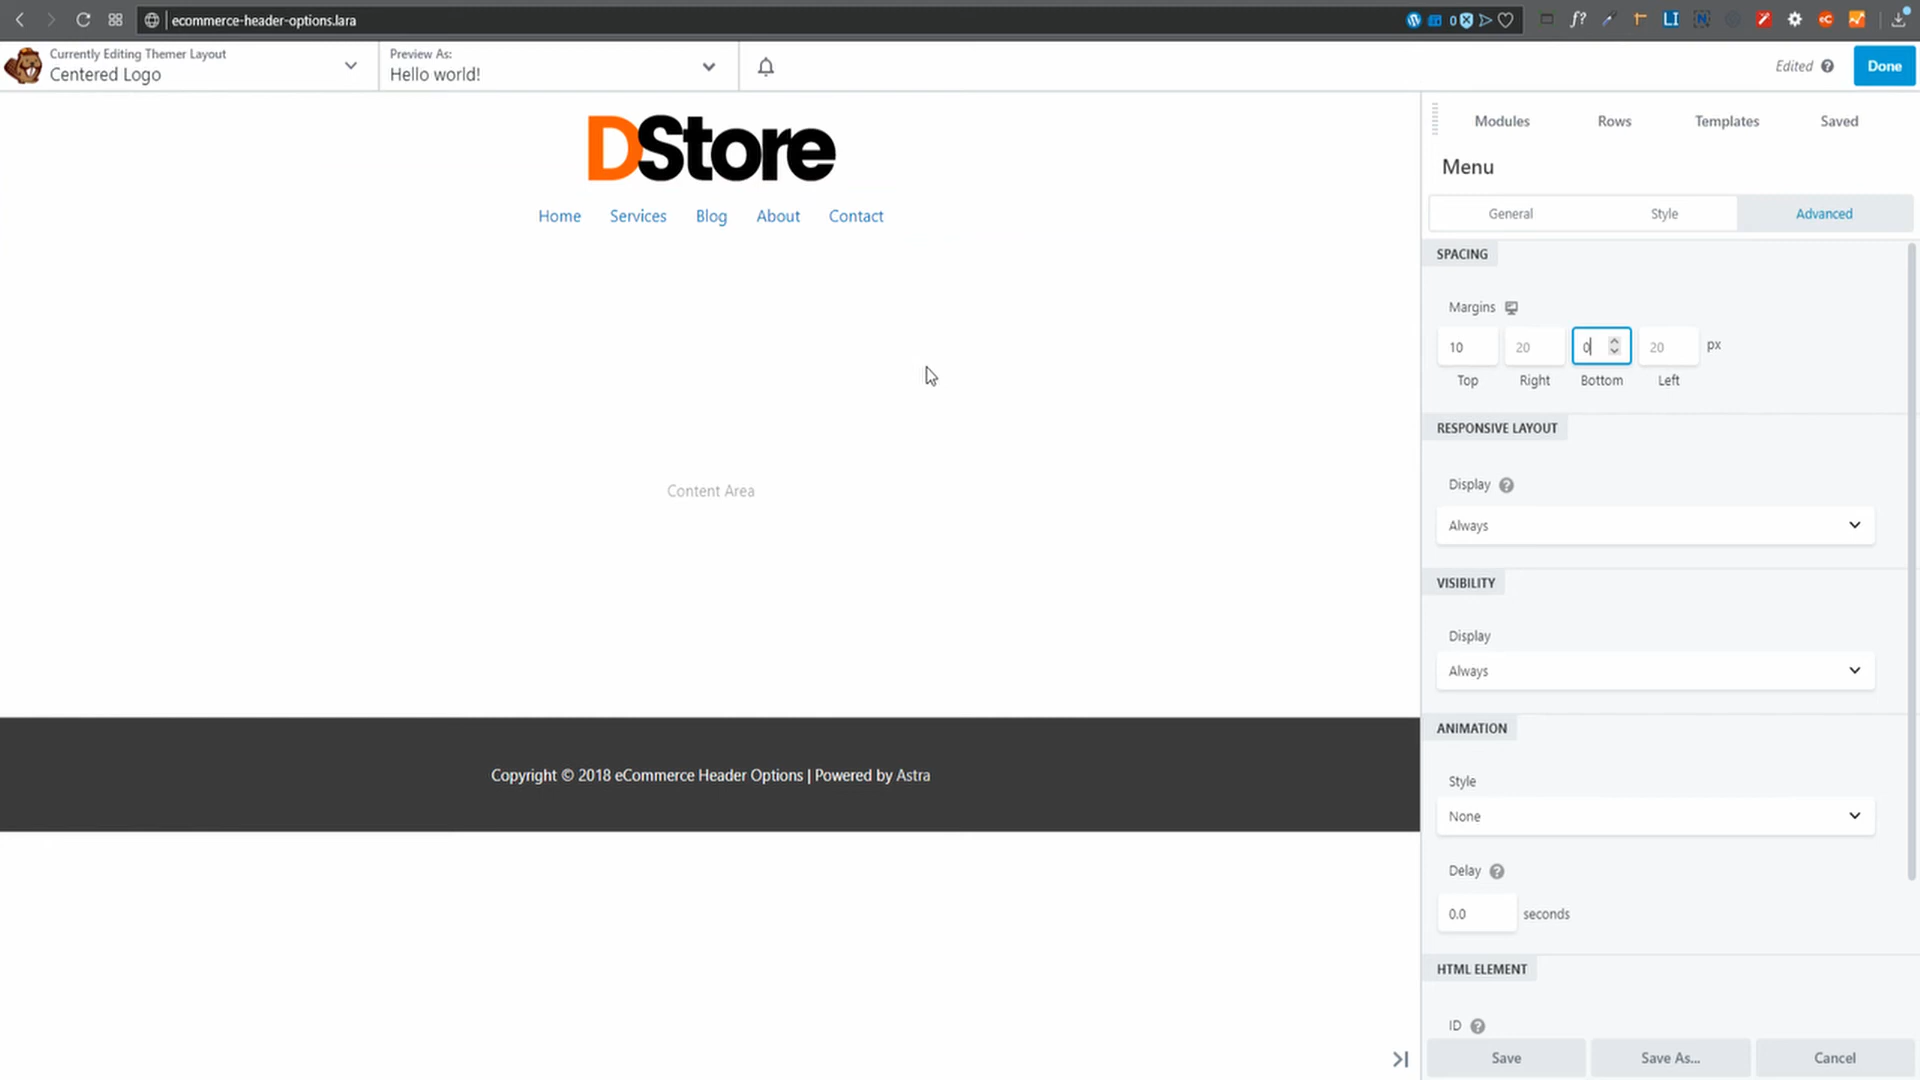 ecommerce-header-options.lara
0
f?
LI
N
eC
Currently Editing Themer Layout
Centered Logo
Preview As:
Hello world!
Edited ?
Done
DStore
Home Services Blog About Contact
Content Area
Copyright © 2018 eCommerce Header Options | Powered by Astra
Modules Rows Templates Saved
Menu
General Style Advanced
SPACING
Margins
10 20 0 20 px
Top Right Bottom Left
RESPONSIVE LAYOUT
Display ?
Always
VISIBILITY
Display
Always
ANIMATION
Style
None
Delay ?
0.0 seconds
HTML ELEMENT
ID ?
Save Save As... Cancel